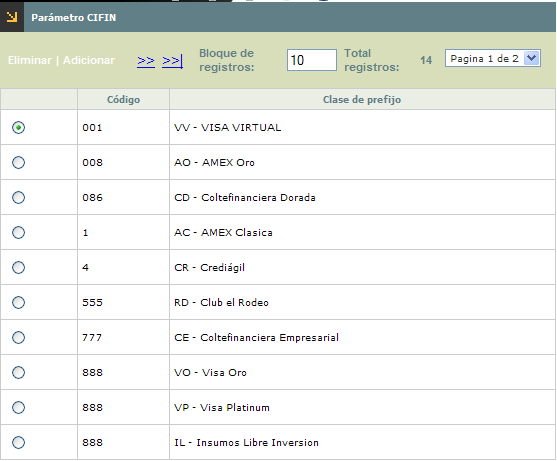 Parámetro CIFIN
Eliminar | Adicionar >> >>| Bloque de registros: 10 Total registros: 14 Pagina 1 de 2
Código Clase de prefijo
001 VV - VISA VIRTUAL
008 AO - AMEX Oro
086 CD - Coltefinanciera Dorada
1 AC - AMEX Clasica
4 CR - Crediágil
555 RD - Club el Rodeo
777 CE - Coltefinanciera Empresarial
888 VO - Visa Oro
888 VP - Visa Platinum
888 IL - Insumos Libre Inversion